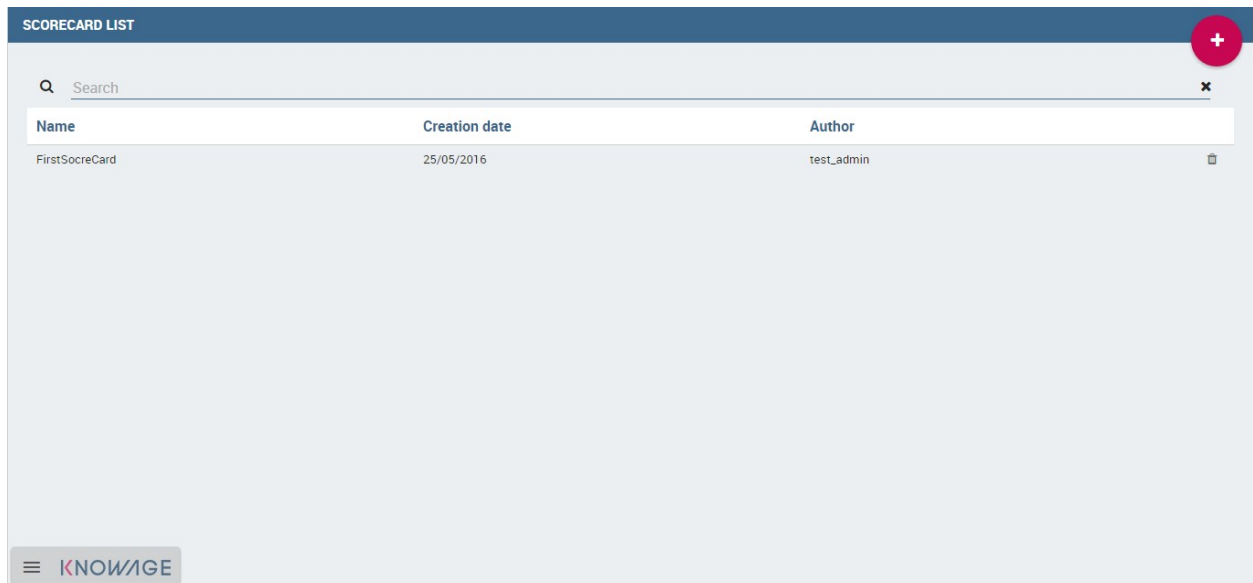 SCORECARD LIST
Search
Name Creation date Author
FirstSocreCard 25/05/2016 test_admin
KNOWAGE